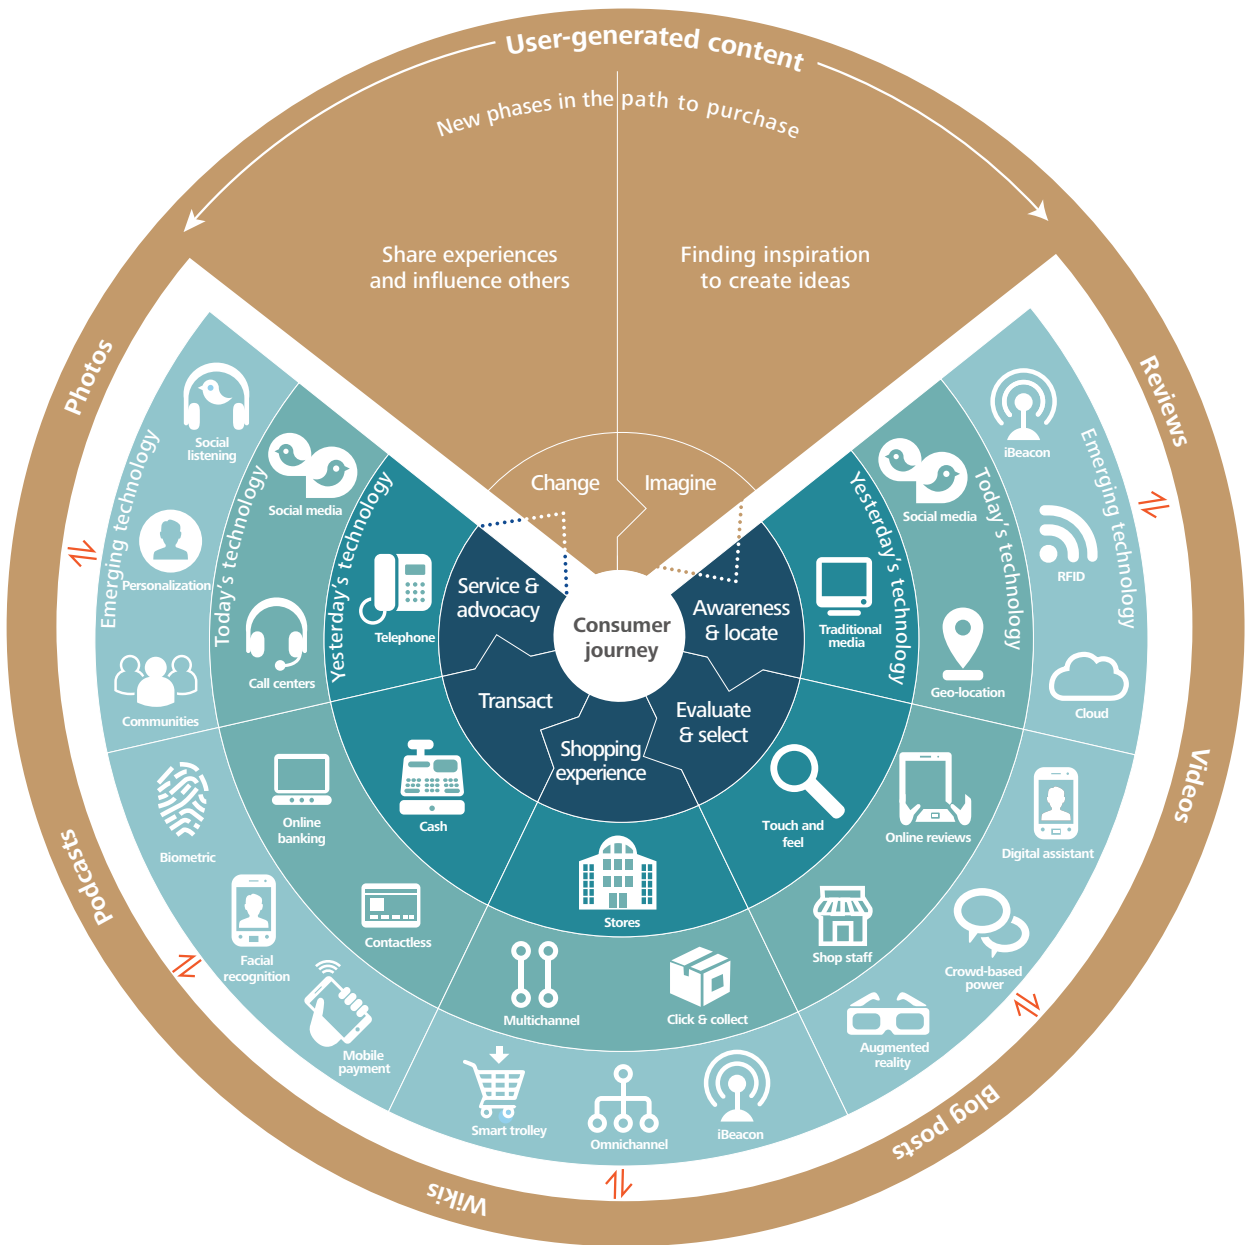 User-generated content
New phases in the path to purchase
Share experiences
and influence others
Finding inspiration
to create ideas
Change
Imagine
Consumer
journey
Service &
advocacy
Awareness
& locate
Transact
Evaluate
& select
Shopping
experience
Photos
Podcasts
Wikis
Blog posts
Videos
Reviews
Emerging technology
Today's technology
Yesterday's technology
Social
listening
Personalization
Communities
Social media
Call centers
Telephone
Yesterday's technology
Today's technology
Emerging technology
Traditional
media
Social media
Geo-location
iBeacon
RFID
Cloud
Touch and
feel
Online reviews
Shop staff
Digital assistant
Crowd-based
power
Augmented
reality
Stores
Multichannel
Click & collect
Smart trolley
Omnichannel
iBeacon
Cash
Online
banking
Contactless
Biometric
Facial
recognition
Mobile
payment